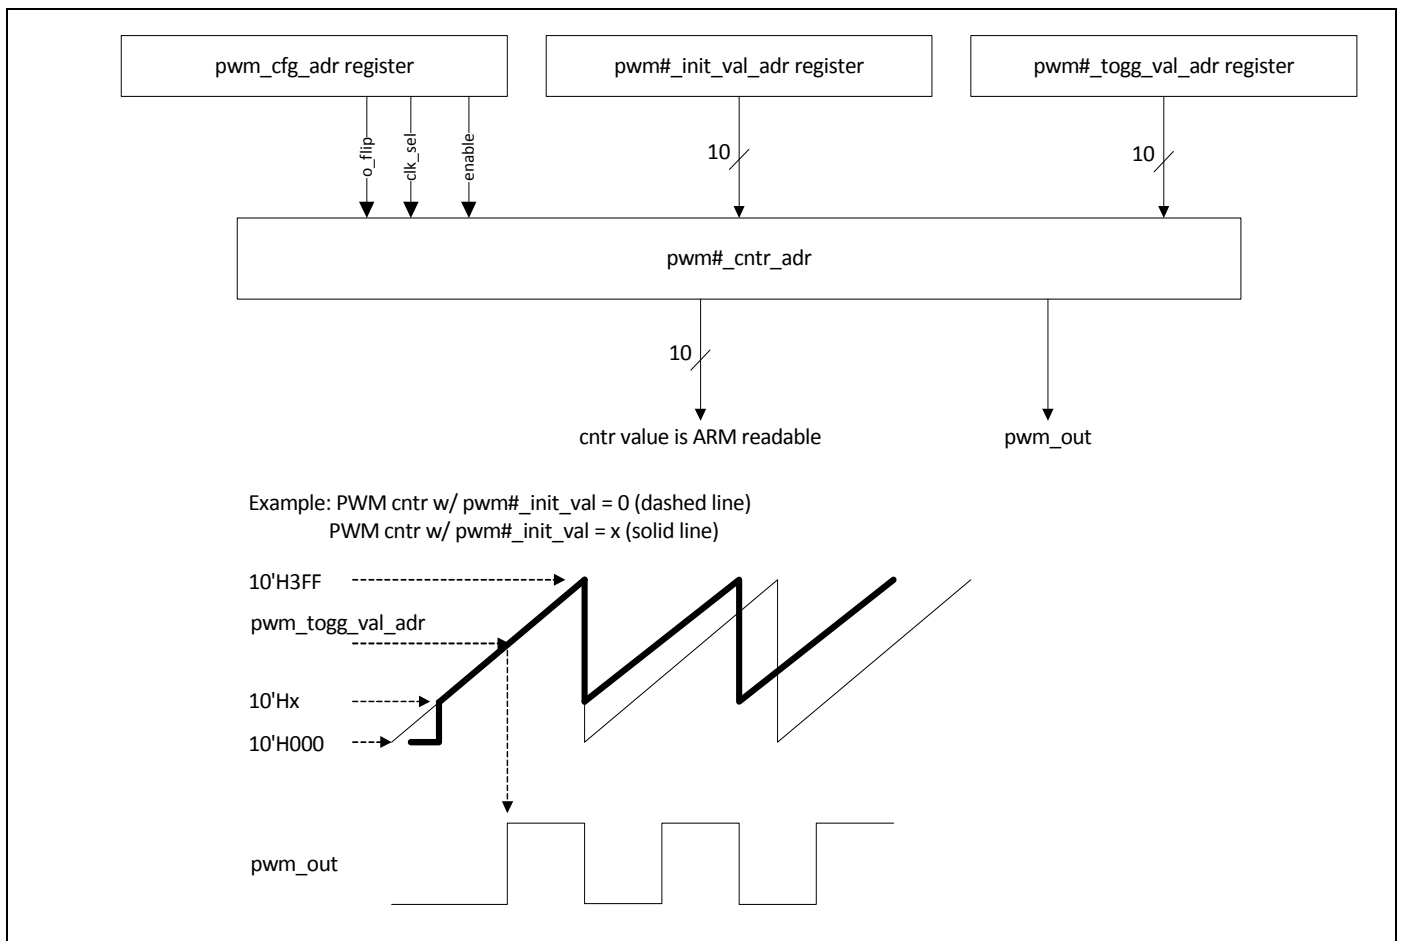 pwm_cfg_adr register
pwm#_init_val_adr register
pwm#_togg_val_adr register
o_flip
clk_sel
enable
10
10
pwm#_cntr_adr
10
cntr value is ARM readable
pwm_out
Example: PWM cntr w/ pwm#_init_val = 0 (dashed line)
PWM cntr w/ pwm#_init_val = x (solid line)
10'H3FF
pwm_togg_val_adr
10'Hx
10'H000
pwm_out